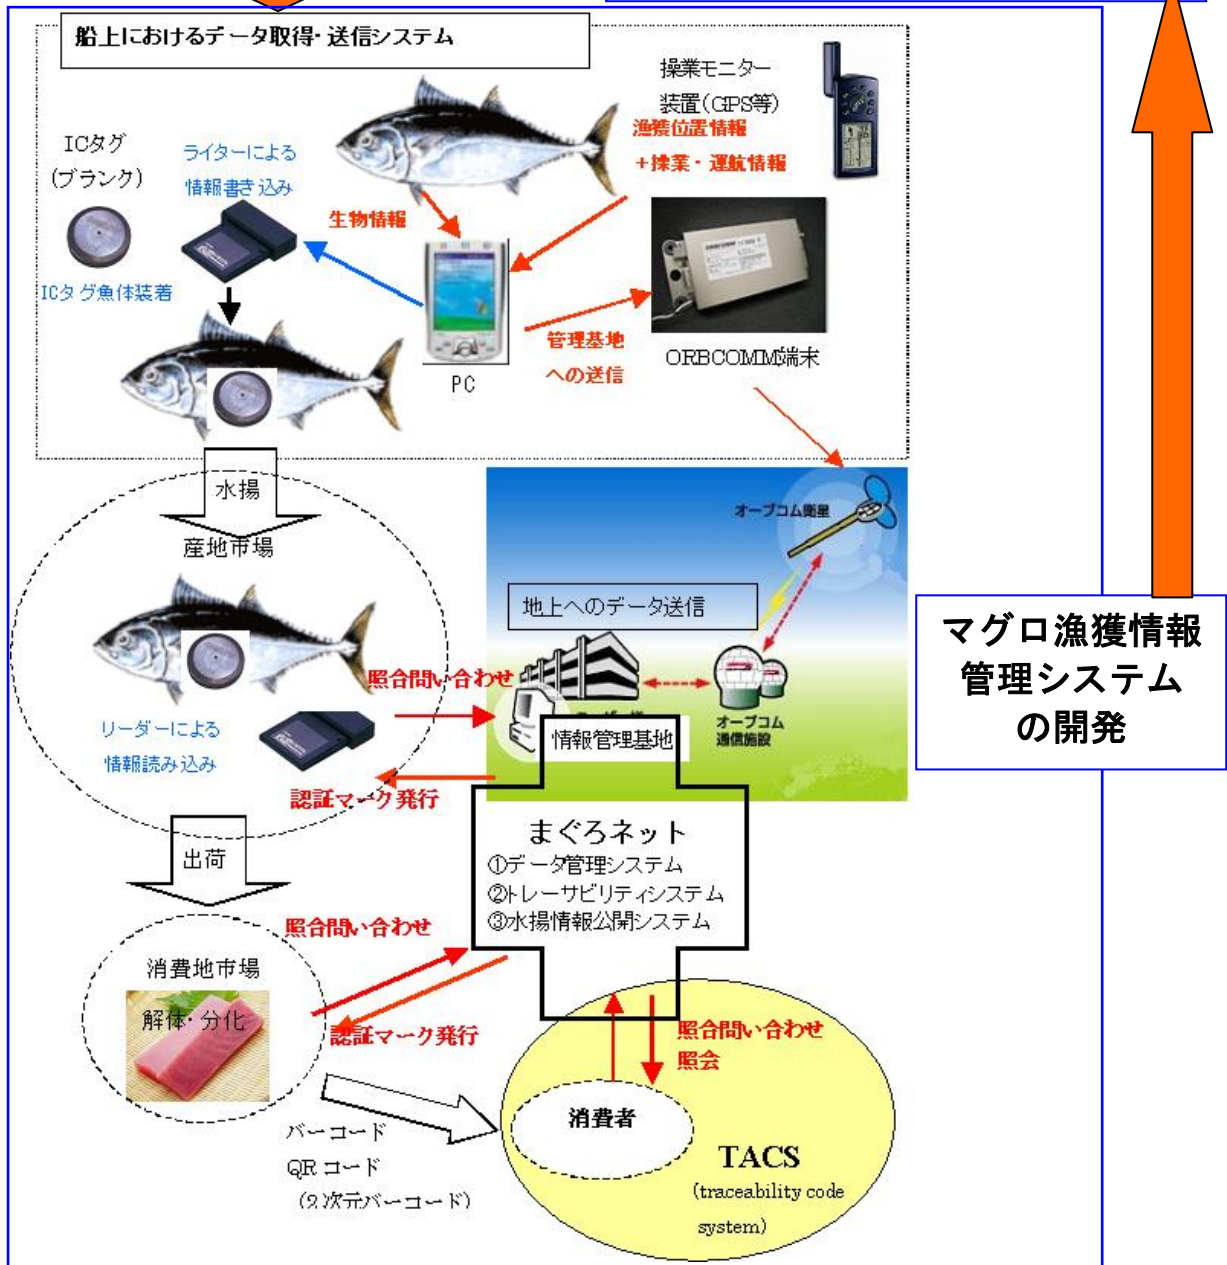 船上におけるデータ取得・送信システム
操業モニター
装置(GPS等)
漁獲位置情報
+操業・運航情報
ICタグ
(ブランク)
ライターによる
情報書き込み
生物情報
ICタグ魚体装着
PC
管理基地
への送信
ORBCOMM端末
水揚
産地市場
オーブコム衛星
地上へのデータ送信
照合問い合わせ
リーダーによる
情報読み込み
オーブコム
通信施設
情報管理基地
認証マーク発行
マグロ漁獲情報
管理システム
の開発
まぐろネット
①データ管理システム
②トレーサビリティシステム
③水揚情報公開システム
出荷
照合問い合わせ
消費地市場
解体・分化
認証マーク発行
照合問い合わせ
照会
消費者
バーコード
QRコード
(2次元バーコード)
TACS
(traceability code
system)